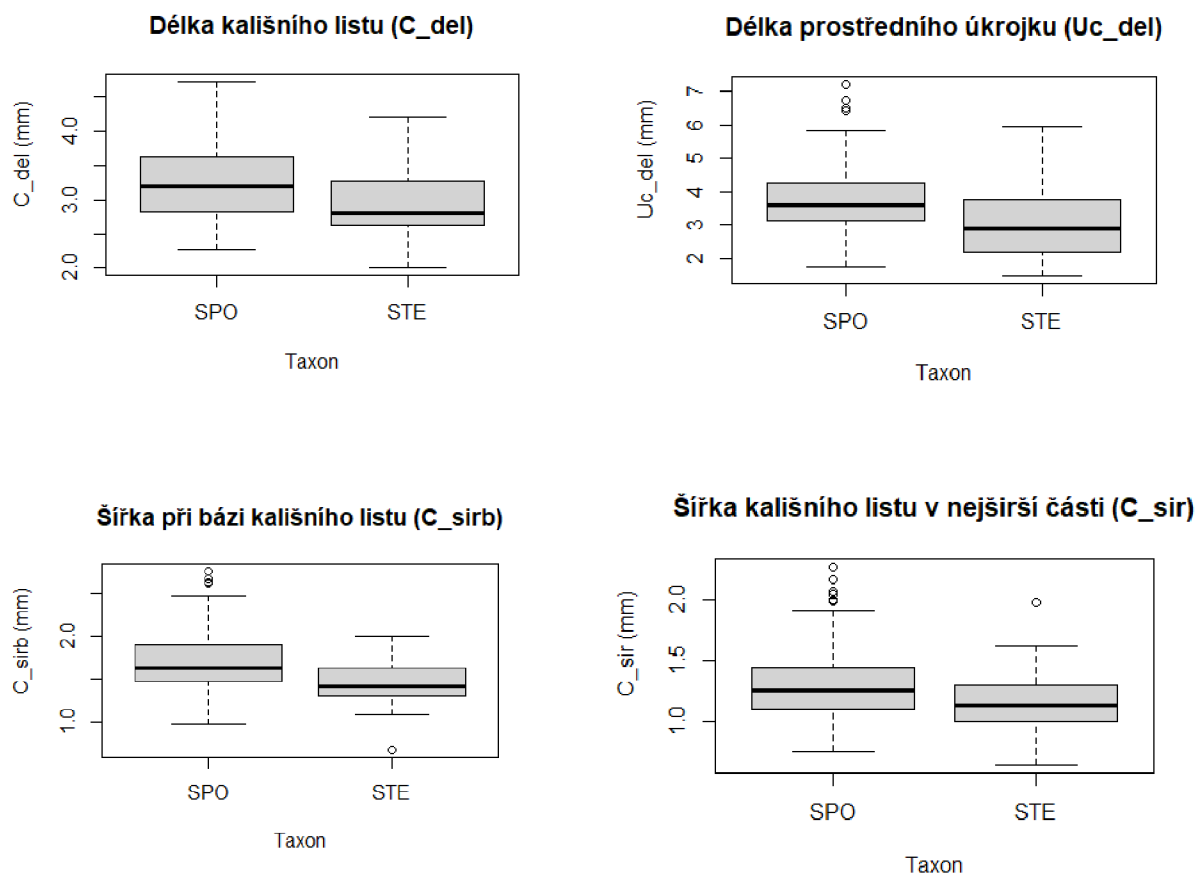 Délka kališního listu (C_del)
C_del (mm)
4.0
3.0
2.0
SPO STE
Taxon
Délka prostředního úkrojku (Uc_del)
Uc_del (mm)
7
6
5
4
3
2
SPO STE
Taxon
Šířka při bázi kališního listu (C_sirb)
C_sirb (mm)
2.0
1.0
SPO STE
Taxon
Šířka kališního listu v nejširší části (C_sir)
C_sir (mm)
2.0
1.5
1.0
SPO STE
Taxon